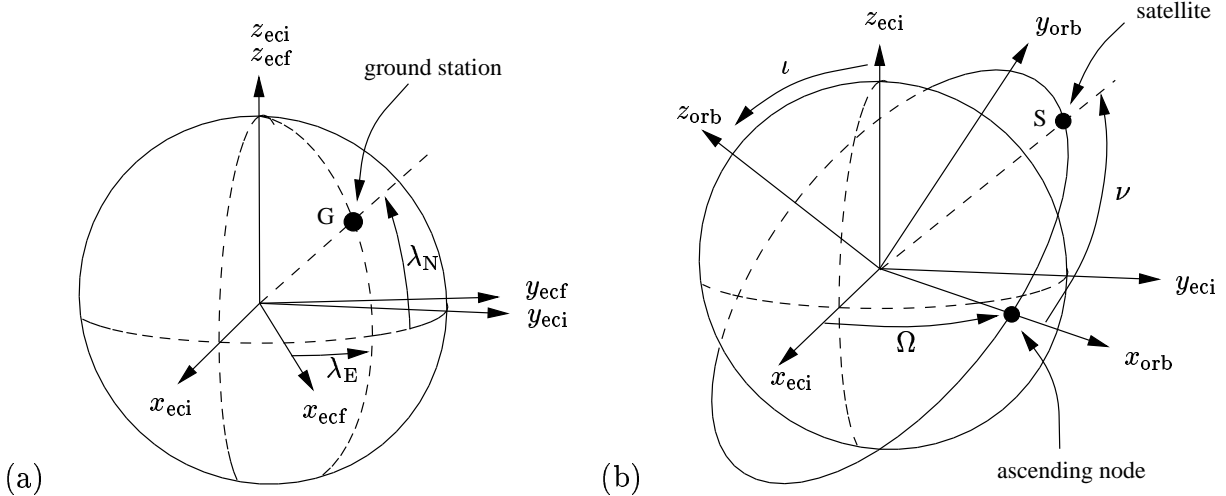 z_eci
z_ecf
ground station
G
λ_N
y_ecf
y_eci
λ_E
x_eci
x_ecf
(a)
z_eci
y_orb
satellite
ι
z_orb
S
ν
y_eci
Ω
x_eci
x_orb
ascending node
(b)